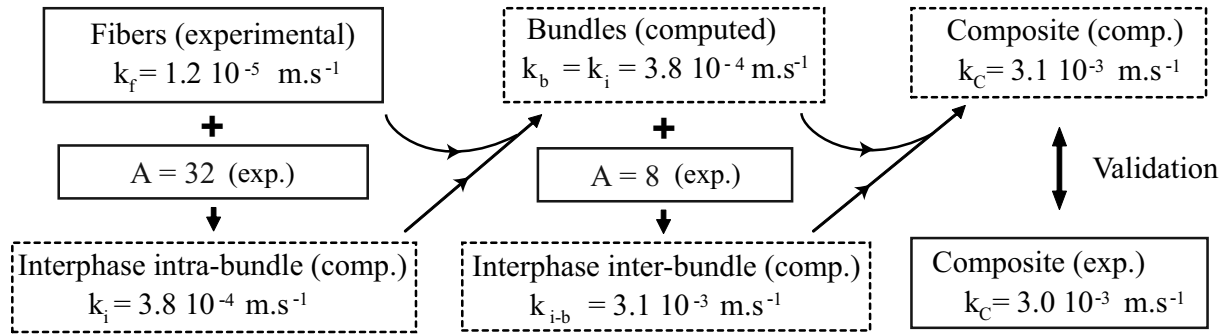 Fibers (experimental)
k_f = 1.2 10^-5 m.s^-1
+
A = 32 (exp.)
Interphase intra-bundle (comp.)
k_i = 3.8 10^-4 m.s^-1
Bundles (computed)
k_b = k_i = 3.8 10^-4 m.s^-1
+
A = 8 (exp.)
Interphase inter-bundle (comp.)
k_i-b = 3.1 10^-3 m.s^-1
Composite (comp.)
k_C = 3.1 10^-3 m.s^-1
Validation
Composite (exp.)
k_C = 3.0 10^-3 m.s^-1